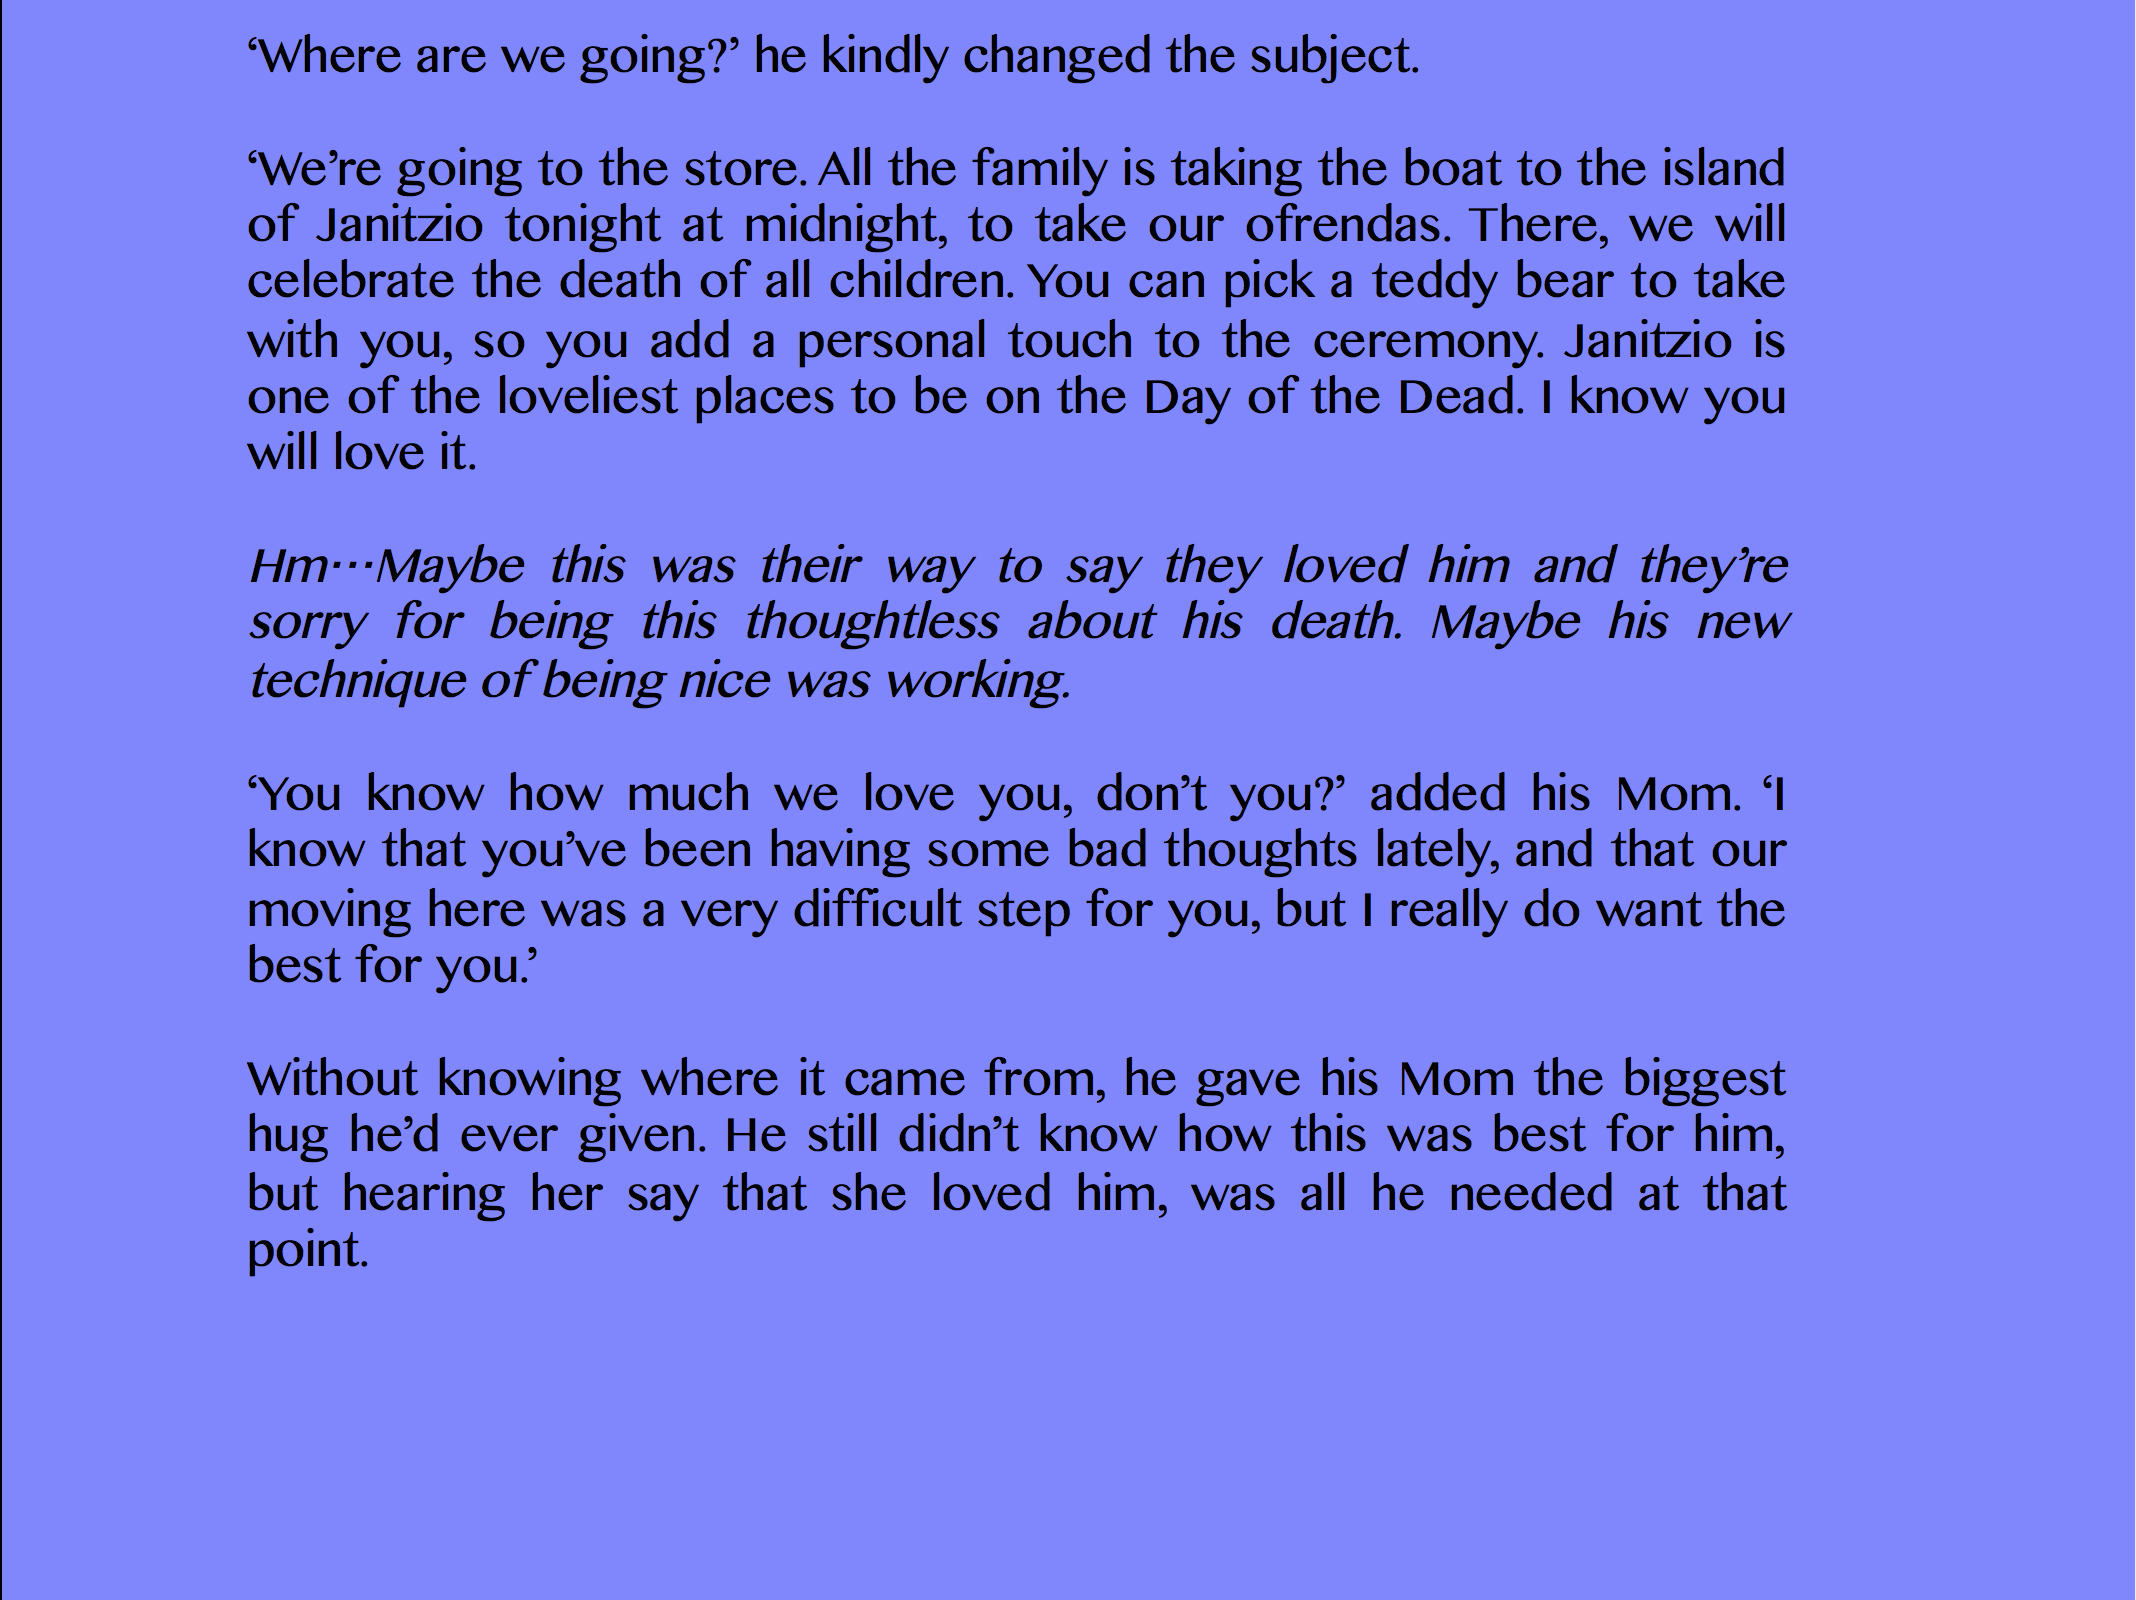 ‘Where are we going?’ he kindly changed the subject.
‘We’re going to the store. All the family is taking the boat to the island
of Janitzio tonight at midnight, to take our ofrendas. There, we will
celebrate the death of all children. You can pick a teddy bear to take
with you, so you add a personal touch to the ceremony. Janitzio is
one of the loveliest places to be on the Day of the Dead. I know you
will love it.
Hm…Maybe this was their way to say they loved him and they’re
sorry for being this thoughtless about his death. Maybe his new
technique of being nice was working.
‘You know how much we love you, don’t you?’ added his Mom. ‘I
know that you’ve been having some bad thoughts lately, and that our
moving here was a very difficult step for you, but I really do want the
best for you.’
Without knowing where it came from, he gave his Mom the biggest
hug he’d ever given. He still didn’t know how this was best for him,
but hearing her say that she loved him, was all he needed at that
point.